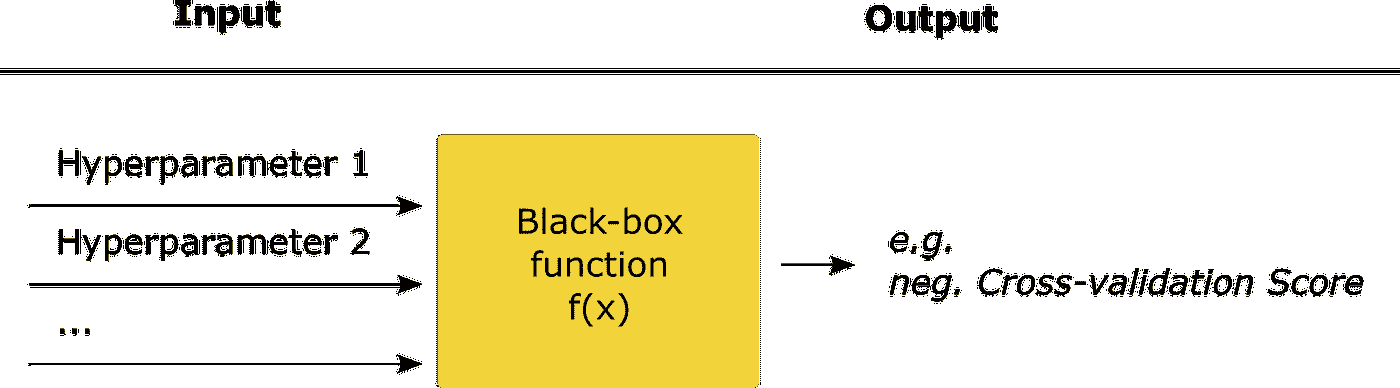 Input
Output
Hyperparameter 1
Hyperparameter 2
...
Black-box
function
f(x)
e.g.
neg. Cross-validation Score